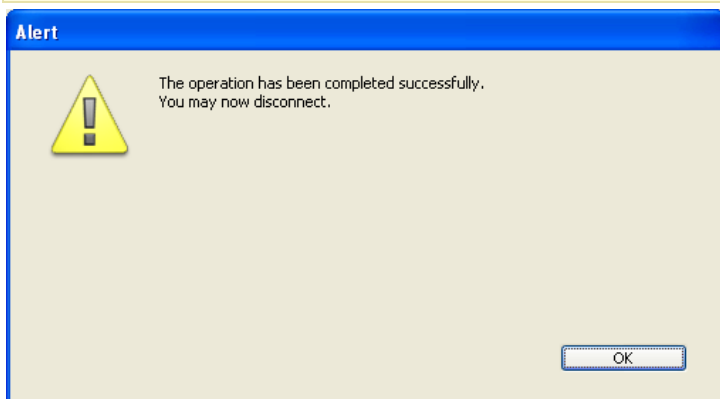 Alert
The operation has been completed successfully.
You may now disconnect.
OK